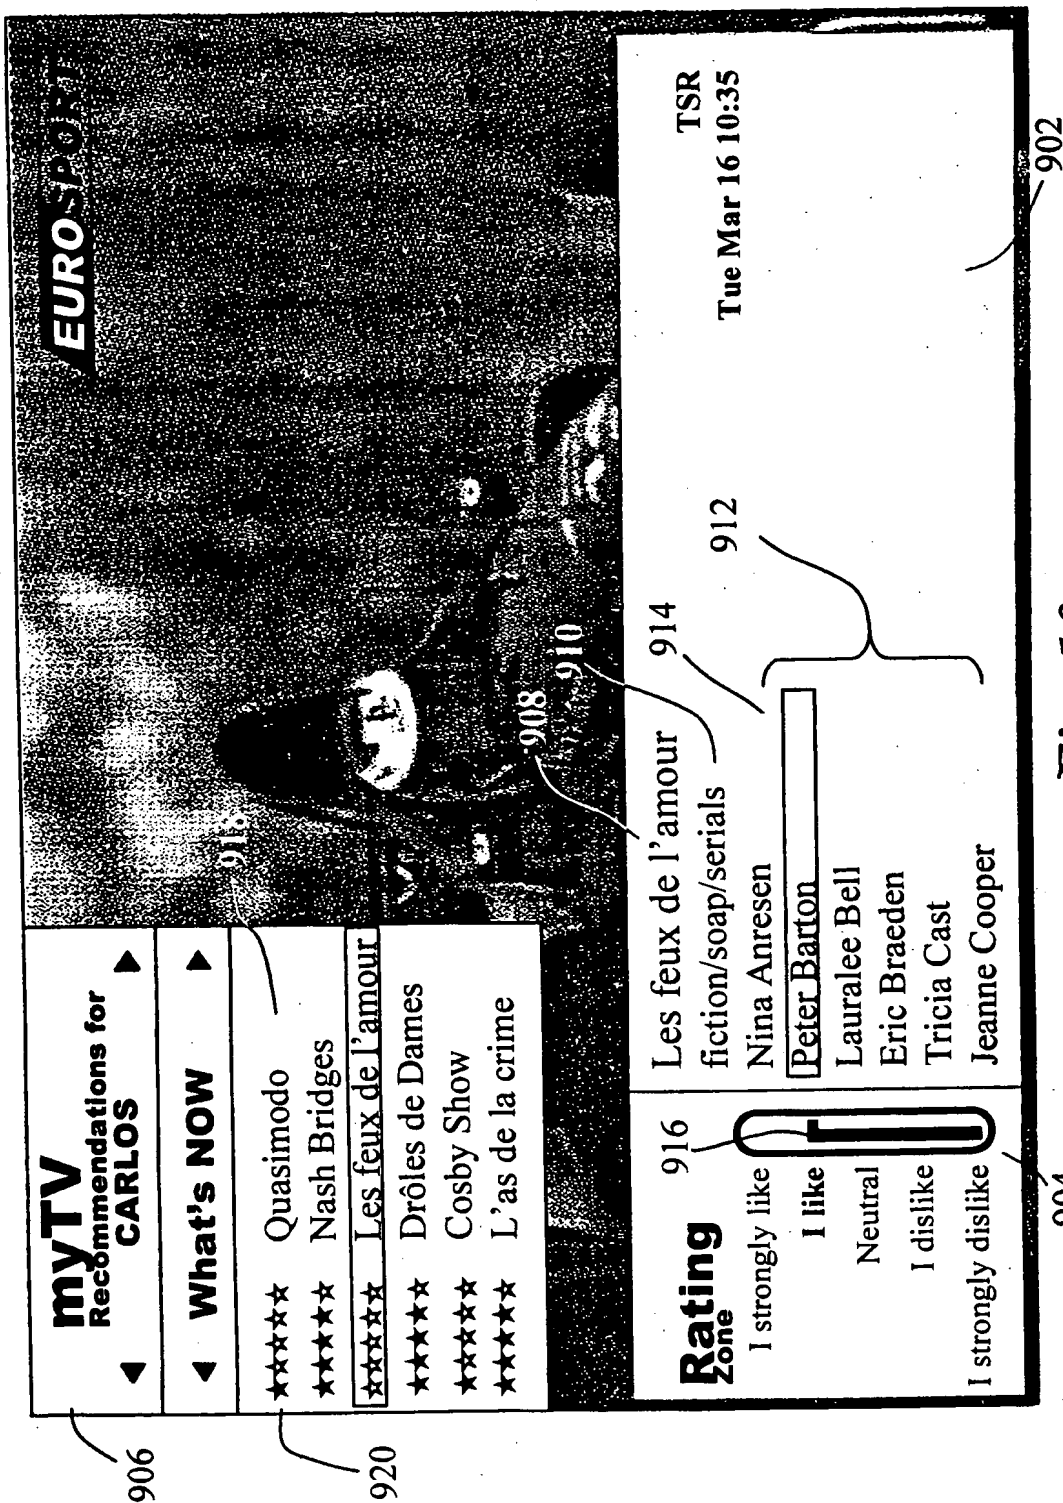 myTV
Recommendations for
CARLOS
What's NOW
★★★★★ Quasimodo
★★★★★ Nash Bridges
★★★★★ Les feux de l'amour
★★★★★ Drôles de Dames
★★★★★ Cosby Show
★★★★★ L'as de la crime
EUROSPORT
906
920
918
908
910
Rating
zone
916
I strongly like
I like
Neutral
I dislike
I strongly dislike
904
Les feux de l'amour
fiction/soap/serials
Nina Anresen
Peter Barton
Lauralee Bell
Eric Braeden
Tricia Cast
Jeanne Cooper
914
912
TSR
Tue Mar 16 10:35
902